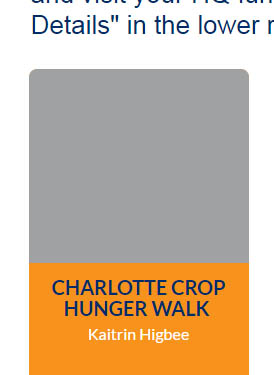 and visit your HQ fun
Details" in the lower r
CHARLOTTE CROP
HUNGER WALK
Kaitrin Higbee